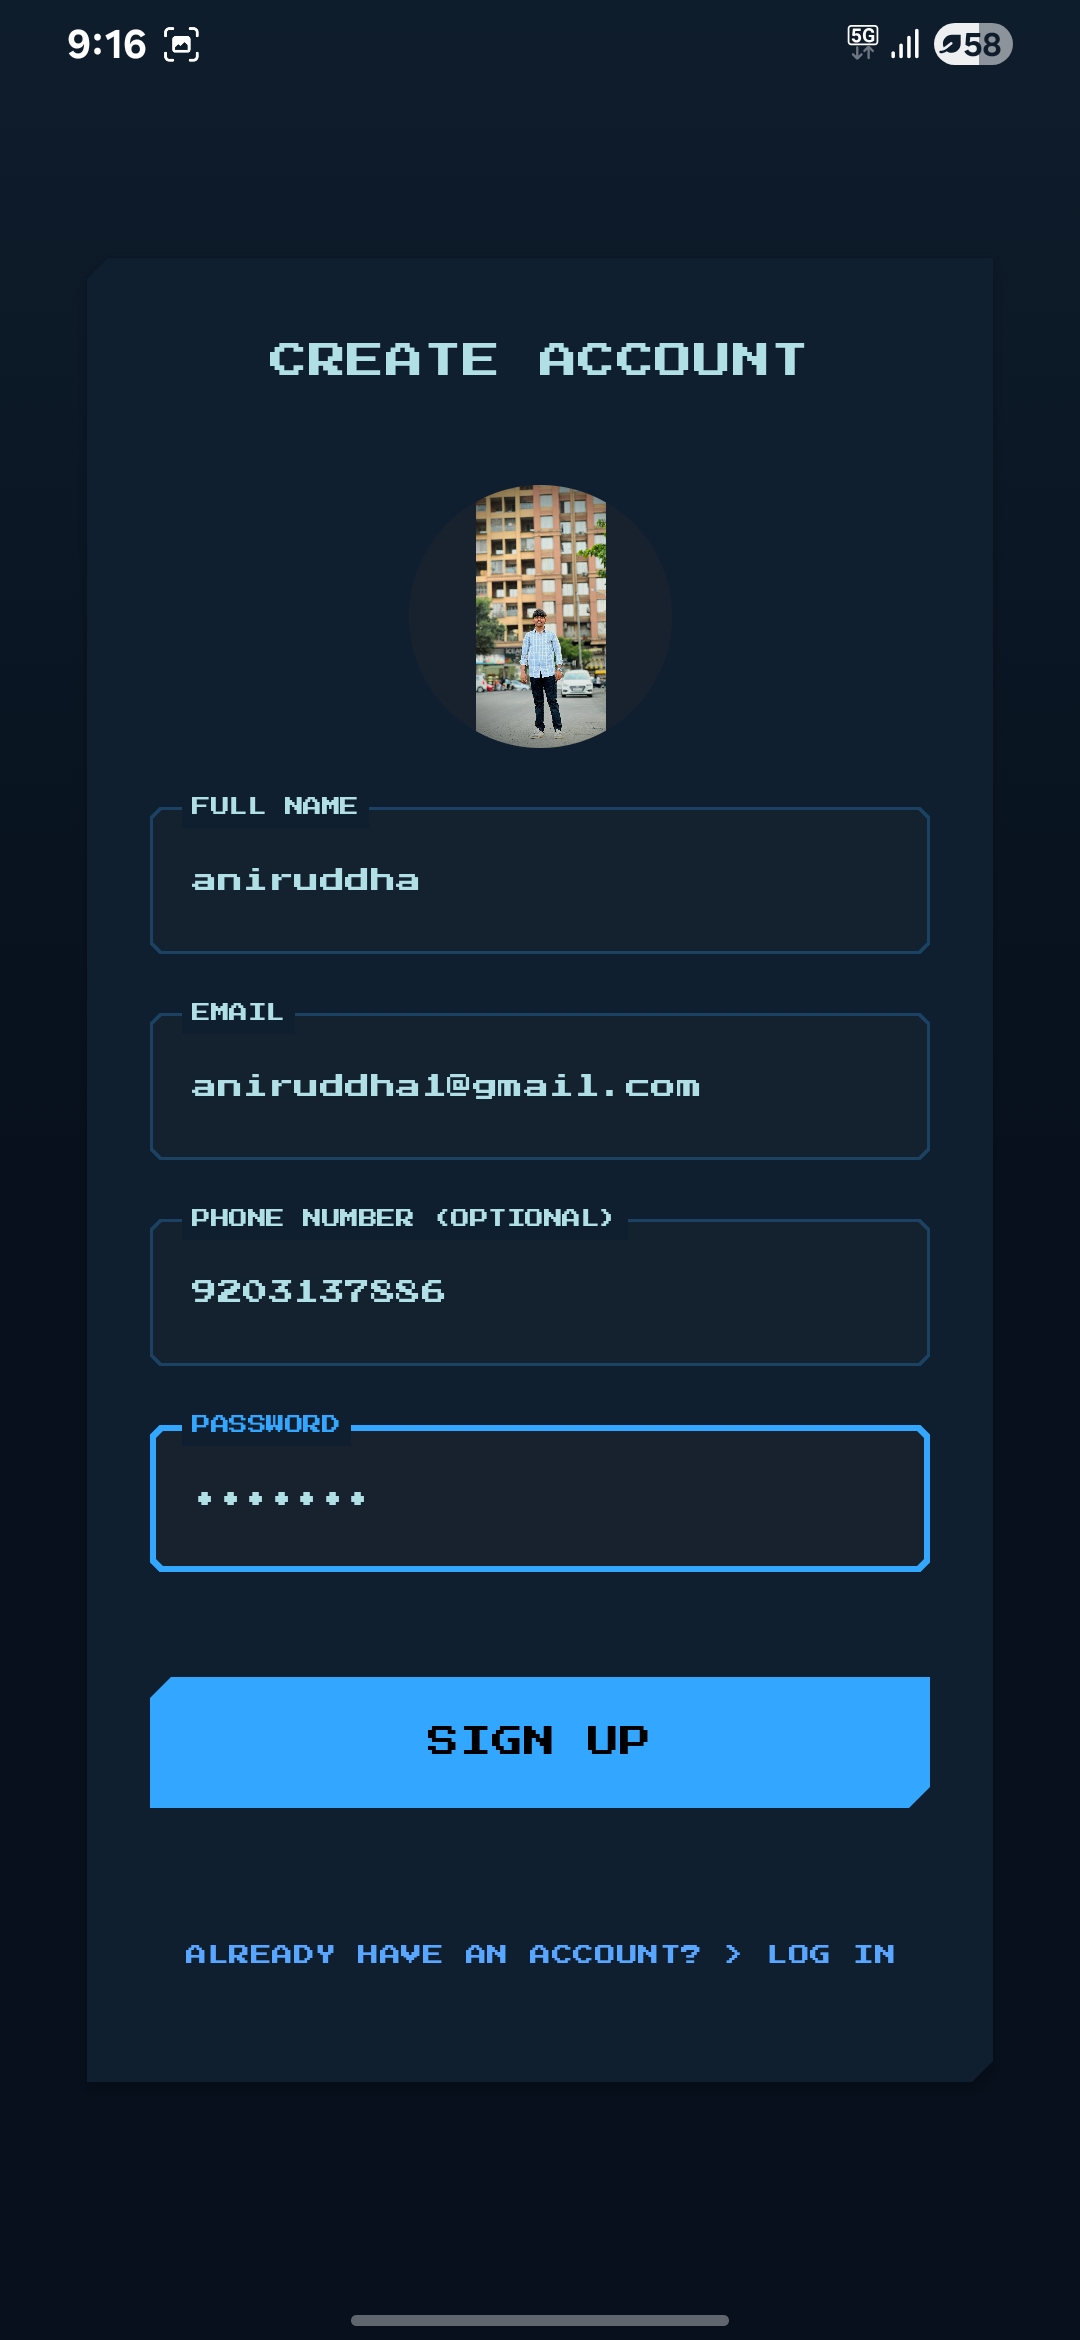 9:16
5G
58
CREATE ACCOUNT
FULL NAME
aniruddha
EMAIL
aniruddha1@gmail.com
PHONE NUMBER (OPTIONAL)
9203137886
PASSWORD
•••••••
SIGN UP
ALREADY HAVE AN ACCOUNT? > LOG IN